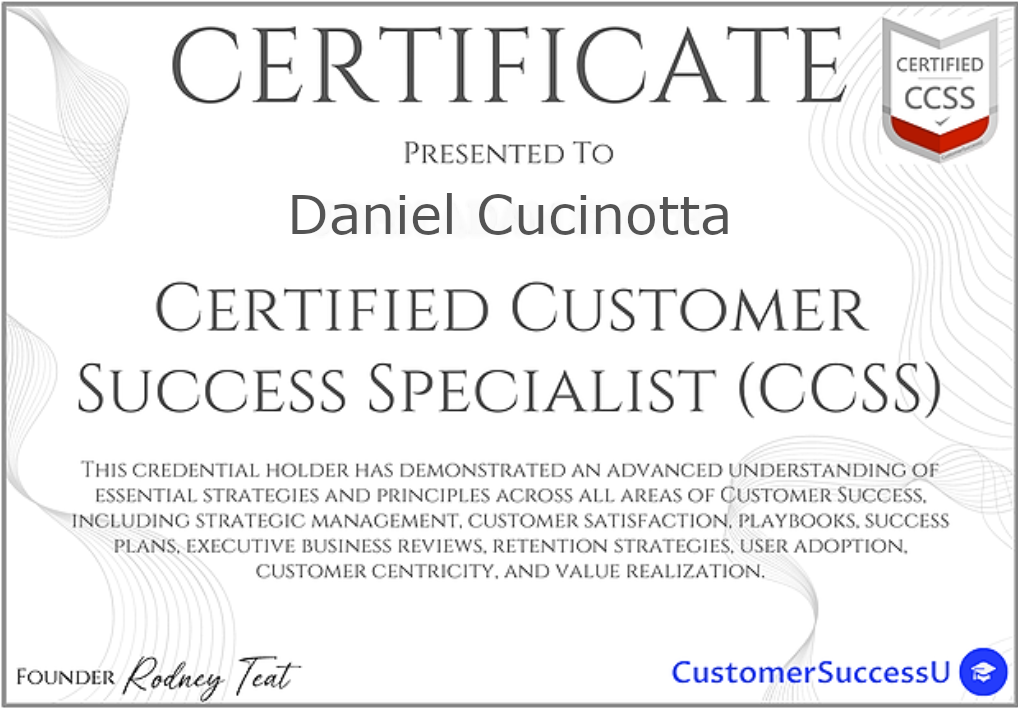 CERTIFICATE
CERTIFIED
CCSS
PRESENTED TO
Daniel Cucinotta
CERTIFIED CUSTOMER
SUCCESS SPECIALIST (CCSS)
THIS CREDENTIAL HOLDER HAS DEMONSTRATED AN ADVANCED UNDERSTANDING OF
ESSENTIAL STRATEGIES AND PRINCIPLES ACROSS ALL AREAS OF CUSTOMER SUCCESS,
INCLUDING STRATEGIC MANAGEMENT, CUSTOMER SATISFACTION, PLAYBOOKS, SUCCESS
PLANS, EXECUTIVE BUSINESS REVIEWS, RETENTION STRATEGIES, USER ADOPTION,
CUSTOMER CENTRICITY, AND VALUE REALIZATION.
FOUNDER Rodney Teat
CustomerSuccessU